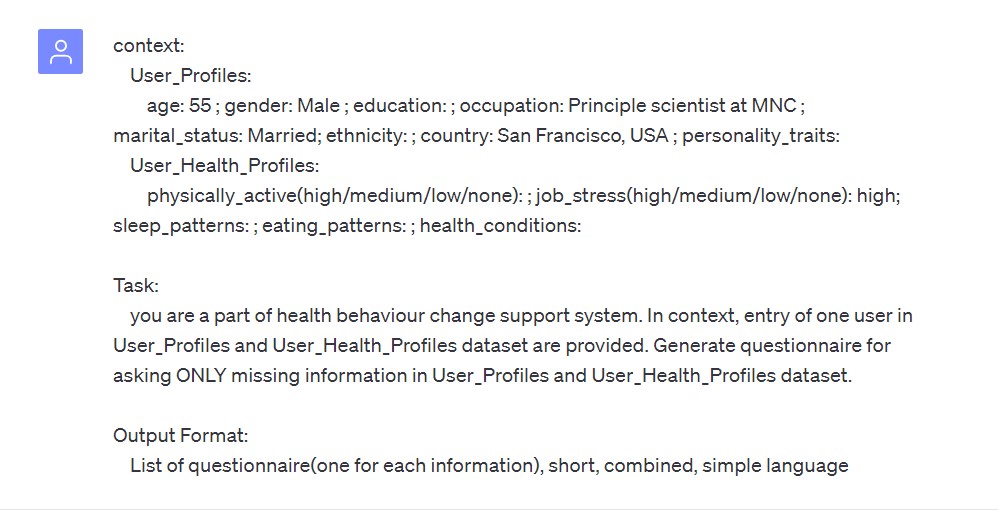 context:
User_Profiles:
age: 55 ; gender: Male ; education: ; occupation: Principle scientist at MNC ;
marital_status: Married; ethnicity: ; country: San Francisco, USA ; personality_traits:
User_Health_Profiles:
physically_active(high/medium/low/none): ; job_stress(high/medium/low/none): high;
sleep_patterns: ; eating_patterns: ; health_conditions:
Task:
you are a part of health behaviour change support system. In context, entry of one user in
User_Profiles and User_Health_Profiles dataset are provided. Generate questionnaire for
asking ONLY missing information in User_Profiles and User_Health_Profiles dataset.
Output Format:
List of questionnaire(one for each information), short, combined, simple language